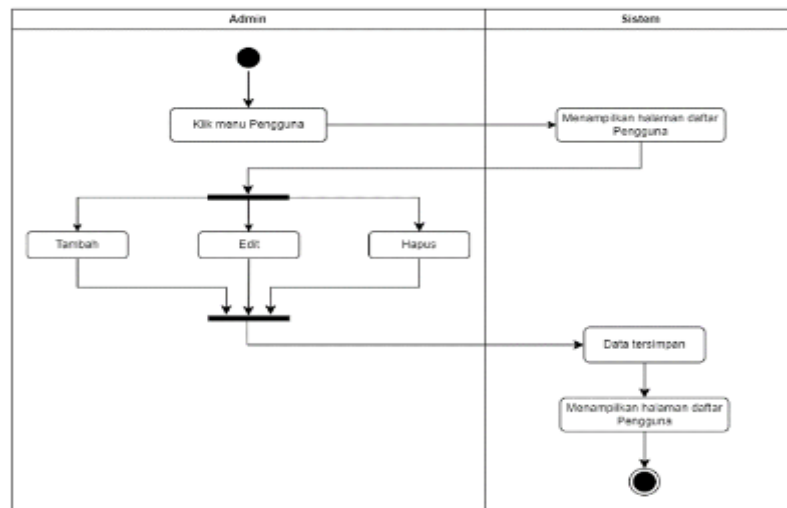 Admin
Sistem
Klik menu Pengguna
Menampilkan halaman daftar
Pengguna
Tambah
Edit
Hapus
Data tersimpan
Menampilkan halaman daftar
Pengguna